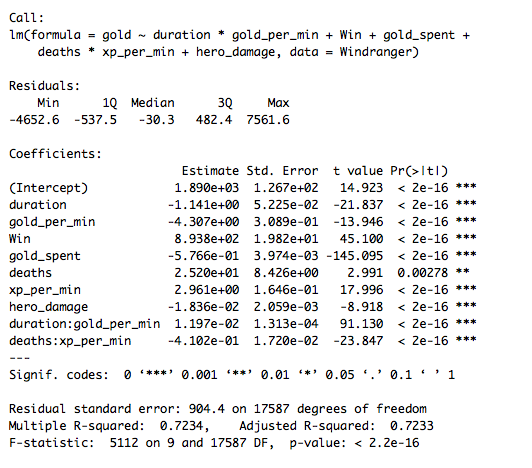 Call:
lm(formula = gold ~ duration * gold_per_min + Win + gold_spent +
    deaths * xp_per_min + hero_damage, data = Windranger)

Residuals:
    Min      1Q  Median      3Q     Max
-4652.6  -537.5   -30.3   482.4  7561.6

Coefficients:
                        Estimate Std. Error  t value Pr(>|t|)
(Intercept)            1.890e+03  1.267e+02   14.923  < 2e-16 ***
duration              -1.141e+00  5.225e-02  -21.837  < 2e-16 ***
gold_per_min          -4.307e+00  3.089e-01  -13.946  < 2e-16 ***
Win                    8.938e+02  1.982e+01   45.100  < 2e-16 ***
gold_spent            -5.766e-01  3.974e-03 -145.095  < 2e-16 ***
deaths                 2.520e+01  8.426e+00    2.991  0.00278 **
xp_per_min             2.961e+00  1.646e-01   17.996  < 2e-16 ***
hero_damage           -1.836e-02  2.059e-03   -8.918  < 2e-16 ***
duration:gold_per_min  1.197e-02  1.313e-04   91.130  < 2e-16 ***
deaths:xp_per_min     -4.102e-01  1.720e-02  -23.847  < 2e-16 ***
---
Signif. codes:  0 ‘***’ 0.001 ‘**’ 0.01 ‘*’ 0.05 ‘.’ 0.1 ‘ ’ 1

Residual standard error: 904.4 on 17587 degrees of freedom
Multiple R-squared:  0.7234,    Adjusted R-squared:  0.7233
F-statistic:  5112 on 9 and 17587 DF,  p-value: < 2.2e-16